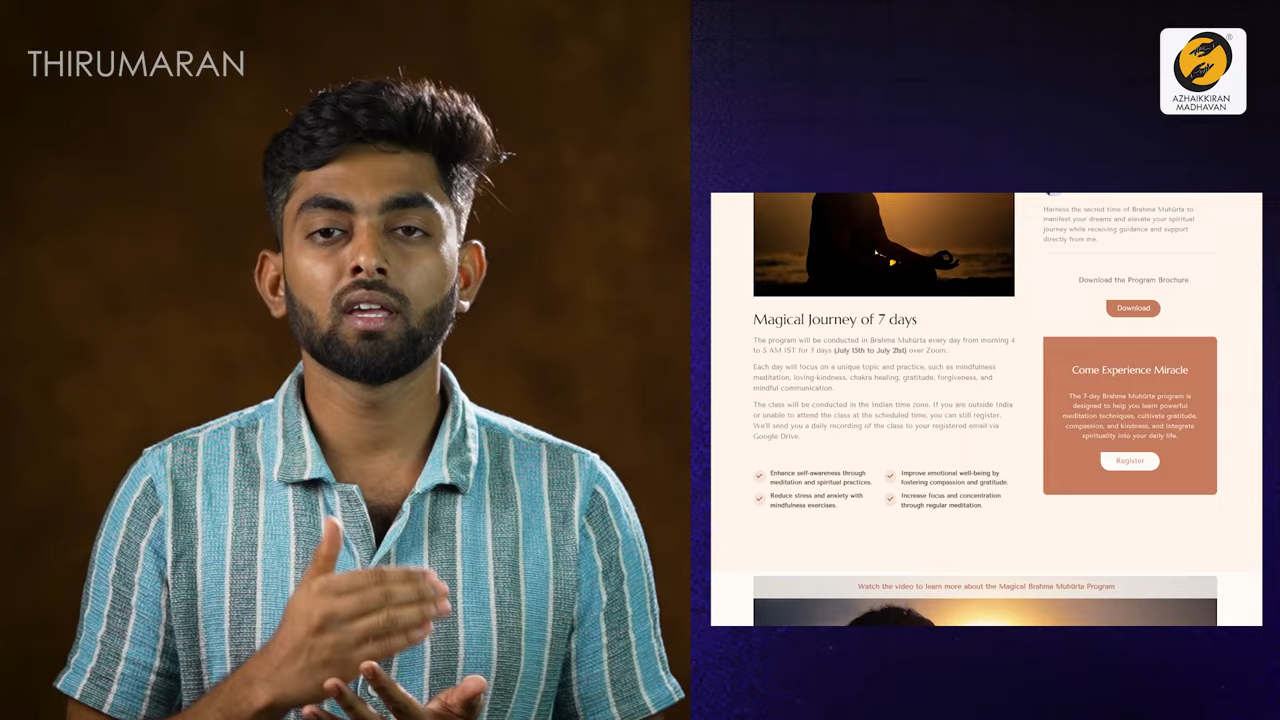 THIRUMARAN
®
AZHAIKKIRAN
MADHAVAN
Harness the sacred time of Brahma Muhūrta to
manifest your dreams and elevate your spiritual
journey while receiving guidance and support
directly from me.
Download the Program Brochure
Download
Magical Journey of 7 days
The program will be conducted in Brahma Muhūrta every day from morning 4
to 5 AM IST for 7 days (July 15th to July 21st) over Zoom.
Each day will focus on a unique topic and practice, such as mindfulness
meditation, loving-kindness, chakra healing, gratitude, forgiveness, and
mindful communication.
The class will be conducted in the Indian time zone. If you are outside India
or unable to attend the class at the scheduled time, you can still register.
We'll send you a daily recording of the class to your registered email via
Google Drive.
Enhance self-awareness through
meditation and spiritual practices.
Improve emotional well-being by
fostering compassion and gratitude.
Reduce stress and anxiety with
mindfulness exercises.
Increase focus and concentration
through regular meditation.
Come Experience Miracle
The 7-day Brahma Muhūrta program is
designed to help you learn powerful
meditation techniques, cultivate gratitude,
compassion, and kindness, and integrate
spirituality into your daily life.
Register
Watch the video to learn more about the Magical Brahma Muhūrta Program